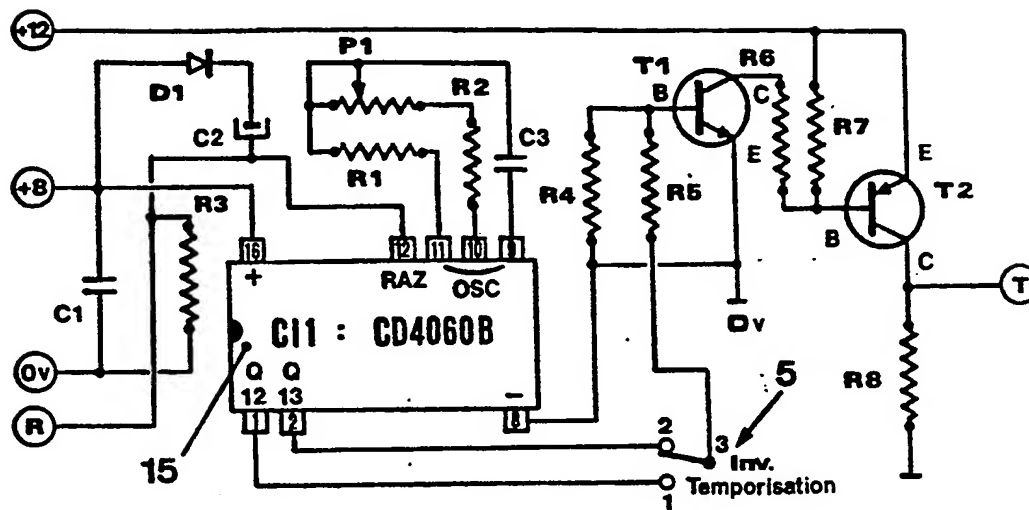 +12
P1
T1
R6
D1
R2
B
C
R7
C2
C3
E
E
+8
R3
R1
R4
R5
T2
B
16
12
11
10
9
C
+
RAZ
OSC
T
C1
0v
CI1 : CD4060B
0v
Q
Q
5
R8
12
13
-
R
1
2
8
2
3
Inv.
15
1
Temporisation